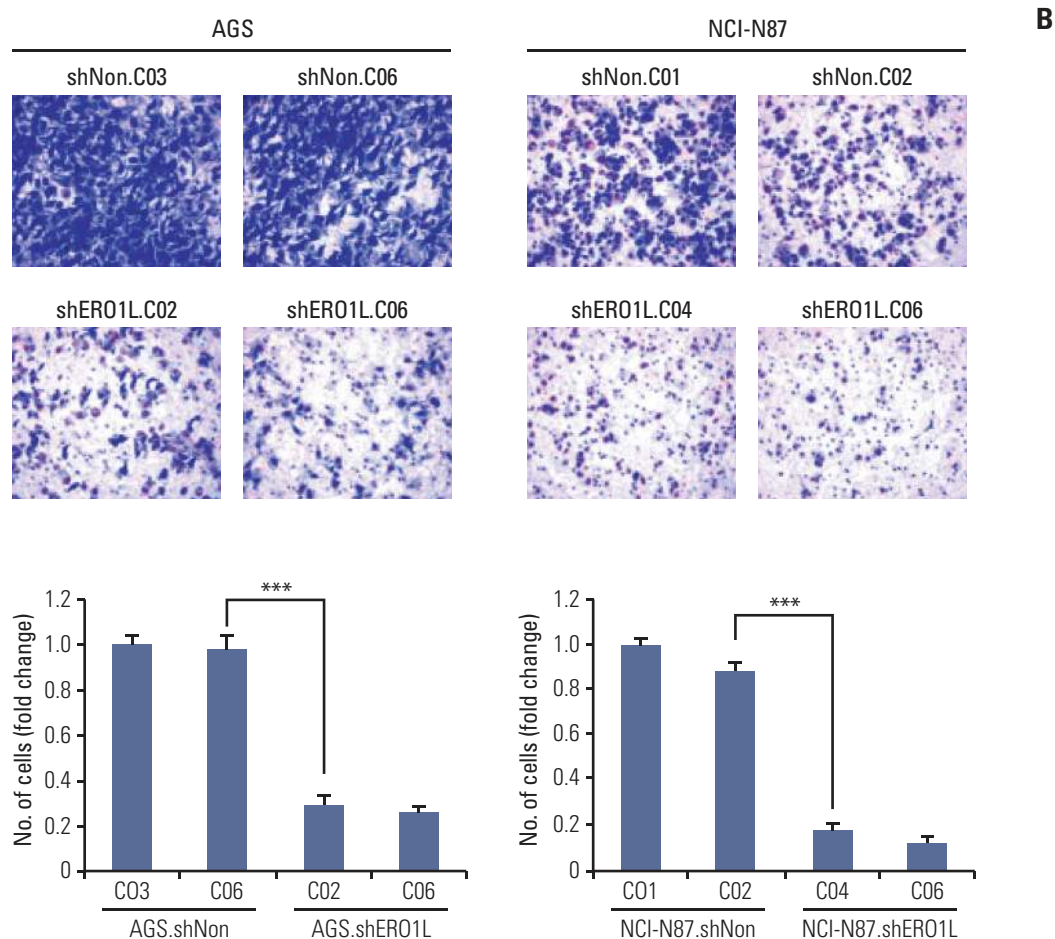 B
AGS
NCI-N87
shNon.C03
shNon.C06
shNon.C01
shNon.C02
shERO1L.C02
shERO1L.C06
shERO1L.C04
shERO1L.C06
No. of cells (fold change)
1.2
1.0
0.8
0.6
0.4
0.2
0
***
C03
C06
C02
C06
AGS.shNon
AGS.shERO1L
No. of cells (fold change)
1.2
1.0
0.8
0.6
0.4
0.2
0
***
C01
C02
C04
C06
NCI-N87.shNon
NCI-N87.shERO1L